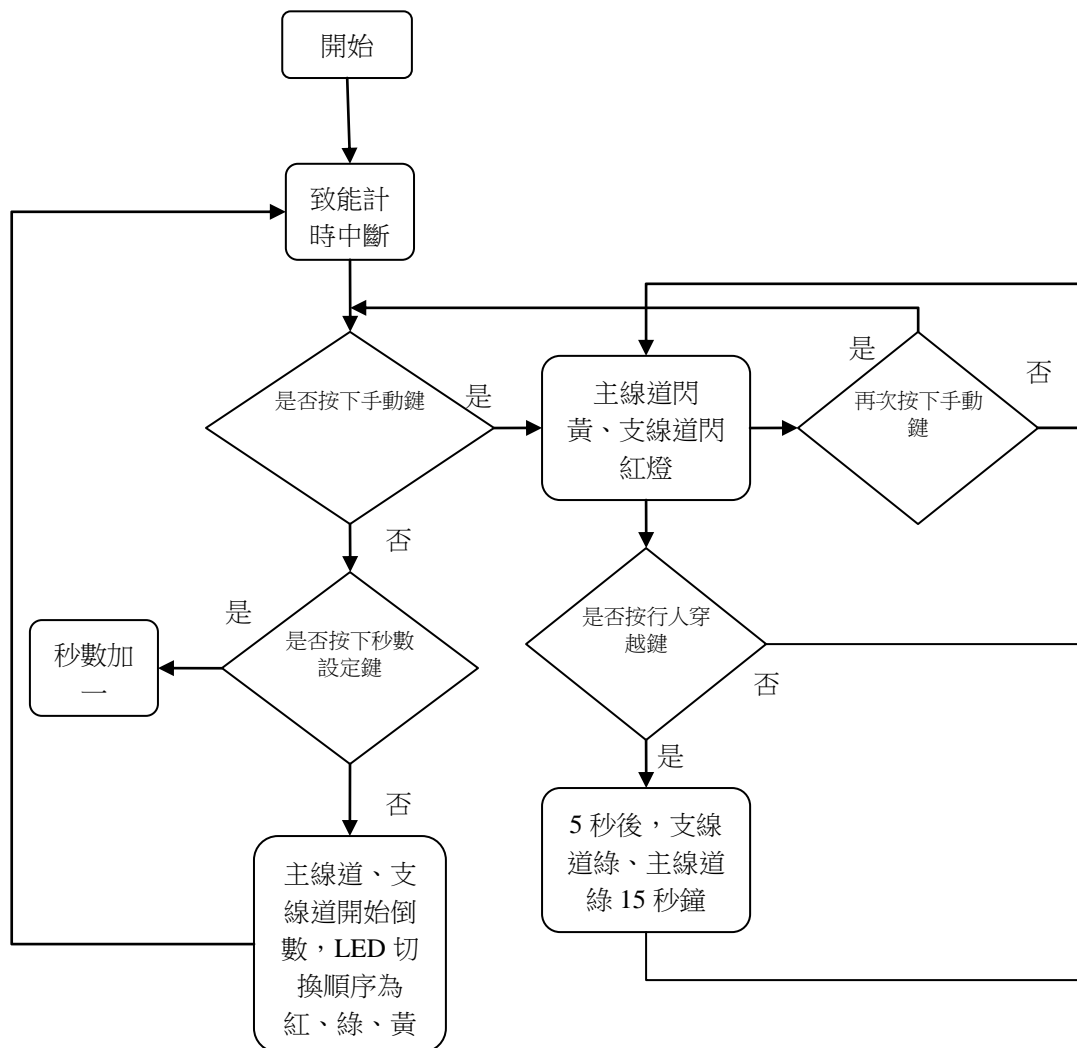 開始
致能計
時中斷
是否按下手動鍵
是
主線道閃
黃、支線道閃
紅燈
是
再次按下手動
鍵
否
否
是
是否按下秒數
設定鍵
秒數加
一
是否按行人穿
越鍵
否
是
否
5 秒後，支線
道綠、主線道
綠 15 秒鐘
主線道、支
線道開始倒
數，LED 切
換順序為
紅、綠、黃